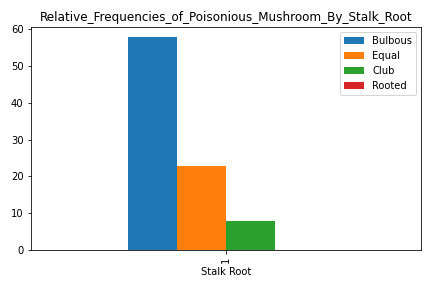 Relative_Frequencies_of_Poisonious_Mushroom_By_Stalk_Root
60
50
40
30
20
10
0
Bulbous
Equal
Club
Rooted
1
Stalk Root